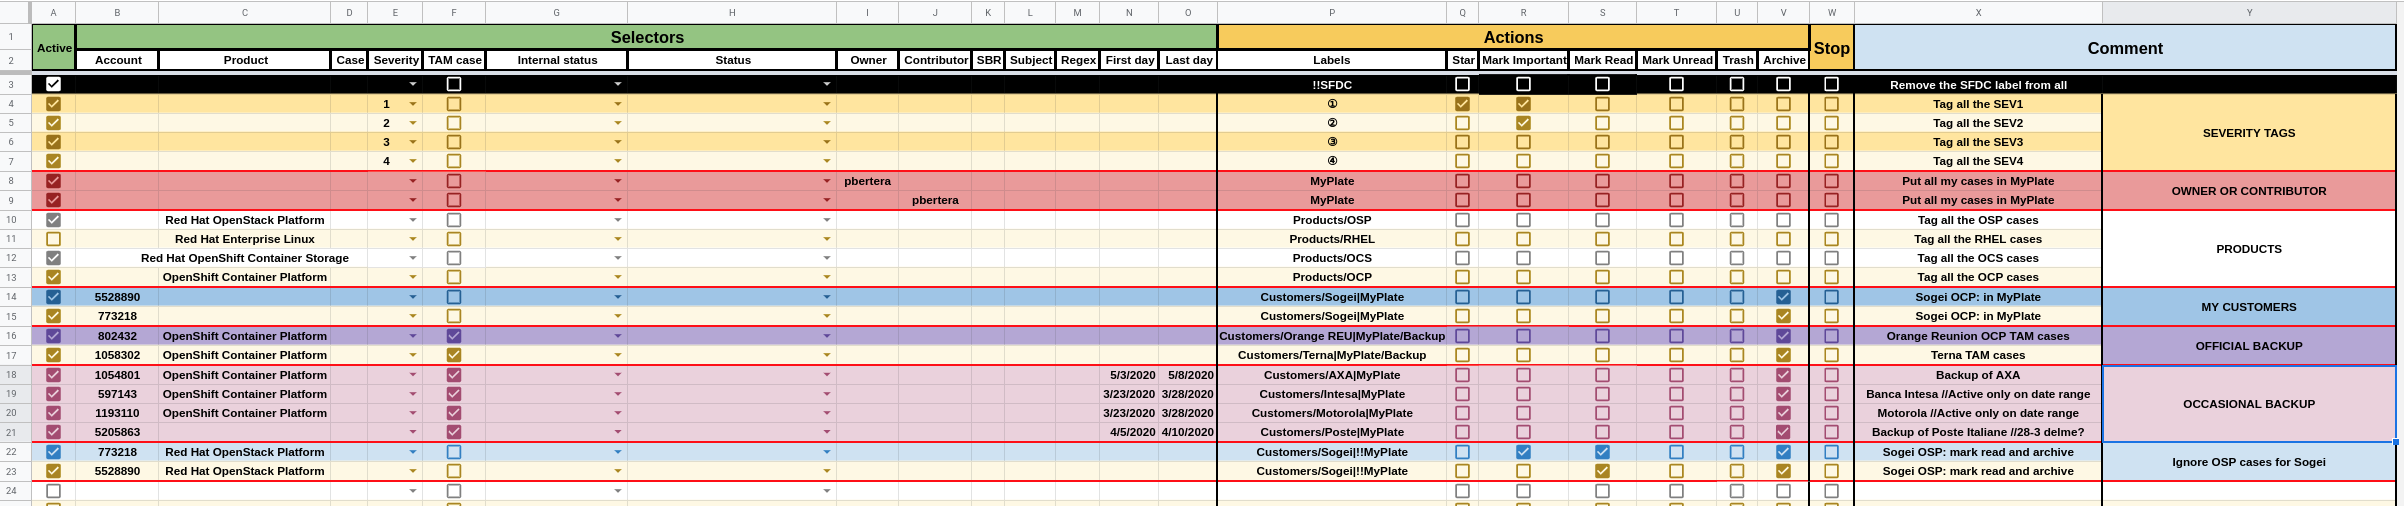 A B C D E F G H I J K L M N O P Q R S T U V W X Y
1 Active Selectors Actions Stop Comment
2 Account Product Case Severity TAM case Internal status Status Owner Contributor SBR Subject Regex First day Last day Labels Star Mark Important Mark Read Mark Unread Trash Archive
3 !!SFDC Remove the SFDC label from all
4 1 ① Tag all the SEV1
5 2 ② Tag all the SEV2
SEVERITY TAGS
6 3 ③ Tag all the SEV3
7 4 ④ Tag all the SEV4
8 pbertera MyPlate Put all my cases in MyPlate
OWNER OR CONTRIBUTOR
9 pbertera MyPlate Put all my cases in MyPlate
10 Red Hat OpenStack Platform Products/OSP Tag all the OSP cases
11 Red Hat Enterprise Linux Products/RHEL Tag all the RHEL cases
PRODUCTS
12 Red Hat OpenShift Container Storage Products/OCS Tag all the OCS cases
13 OpenShift Container Platform Products/OCP Tag all the OCP cases
14 5528890 Customers/Sogei|MyPlate Sogei OCP: in MyPlate
MY CUSTOMERS
15 773218 Customers/Sogei|MyPlate Sogei OCP: in MyPlate
16 802432 OpenShift Container Platform Customers/Orange REU|MyPlate/Backup Orange Reunion OCP TAM cases
OFFICIAL BACKUP
17 1058302 OpenShift Container Platform Customers/Terna|MyPlate/Backup Terna TAM cases
18 1054801 OpenShift Container Platform 5/3/2020 5/8/2020 Customers/AXA|MyPlate Backup of AXA
19 597143 OpenShift Container Platform 3/23/2020 3/28/2020 Customers/Intesa|MyPlate Banca Intesa //Active only on date range
OCCASIONAL BACKUP
20 1193110 OpenShift Container Platform 3/23/2020 3/28/2020 Customers/Motorola|MyPlate Motorola //Active only on date range
21 5205863 4/5/2020 4/10/2020 Customers/Poste|MyPlate Backup of Poste Italiane //28-3 delme?
22 773218 Red Hat OpenStack Platform Customers/Sogei|!!MyPlate Sogei OSP: mark read and archive
Ignore OSP cases for Sogei
23 5528890 Red Hat OpenStack Platform Customers/Sogei|!!MyPlate Sogei OSP: mark read and archive
24